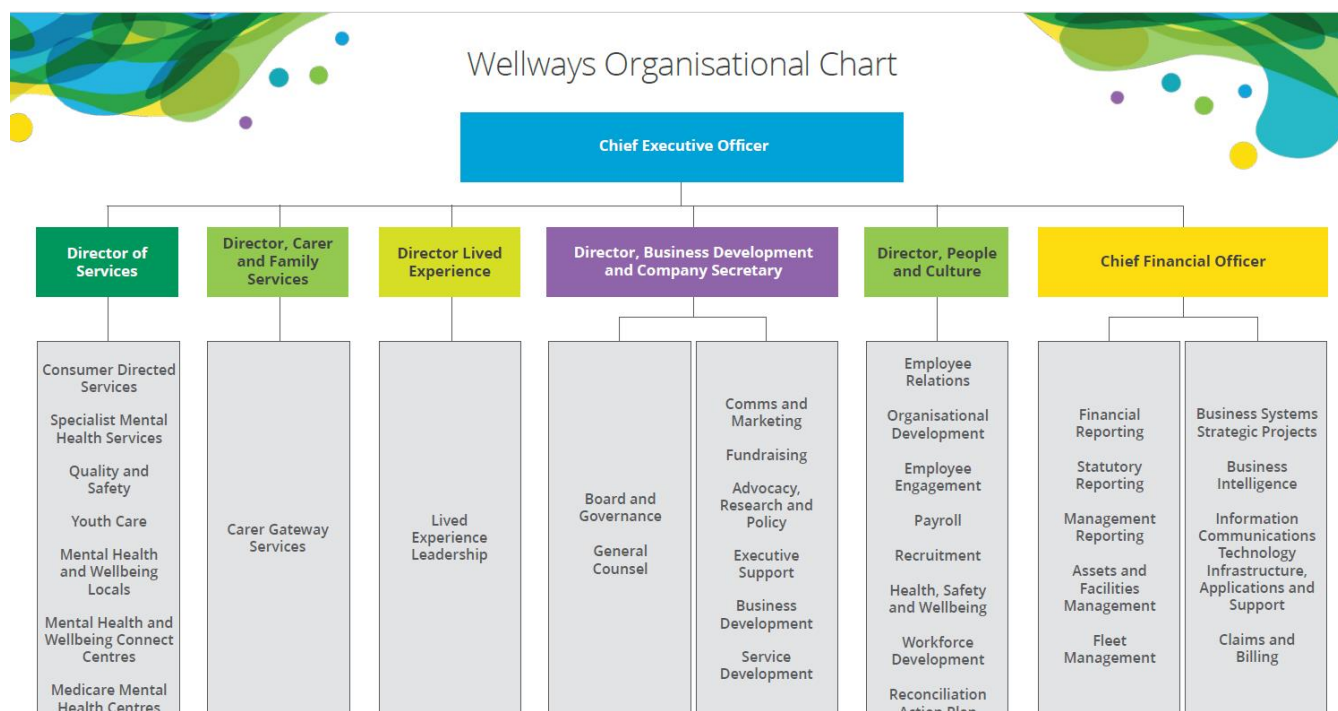 Wellways Organisational Chart
Chief Executive Officer
Director of
Services
Director, Carer
and Family
Services
Director Lived
Experience
Director, Business Development
and Company Secretary
Director, People
and Culture
Chief Financial Officer
Consumer Directed
Services
Specialist Mental
Health Services
Quality and
Safety
Youth Care
Mental Health
and Wellbeing
Locals
Mental Health and
Wellbeing Connect
Centres
Medicare Mental
Health Centres
Carer Gateway
Services
Lived
Experience
Leadership
Board and
Governance
General
Counsel
Comms and
Marketing
Fundraising
Advocacy,
Research and
Policy
Executive
Support
Business
Development
Service
Development
Employee
Relations
Organisational
Development
Employee
Engagement
Payroll
Recruitment
Health, Safety
and Wellbeing
Workforce
Development
Reconciliation
Action Plan
Financial
Reporting
Statutory
Reporting
Management
Reporting
Assets and
Facilities
Management
Fleet
Management
Business Systems
Strategic Projects
Business
Intelligence
Information
Communications
Technology
Infrastructure,
Applications and
Support
Claims and
Billing